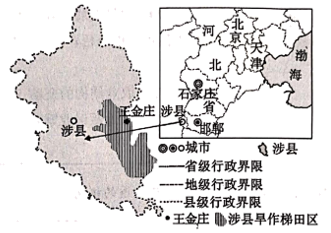 河
北
北京
天津
渤海
石家庄
省
邯郸
涉县
王金庄
涉县
城市
涉县
省级行政界限
地级行政界限
县级行政界限
王金庄
涉县旱作梯田区